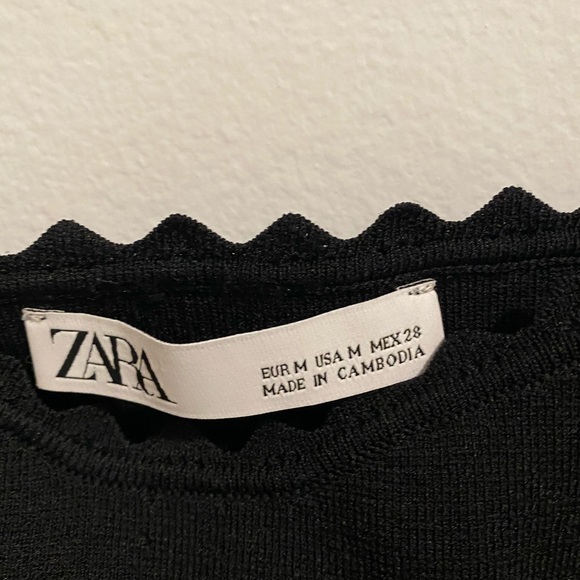 ZARA
EUR M USA M MEX 28
MADE IN CAMBODIA